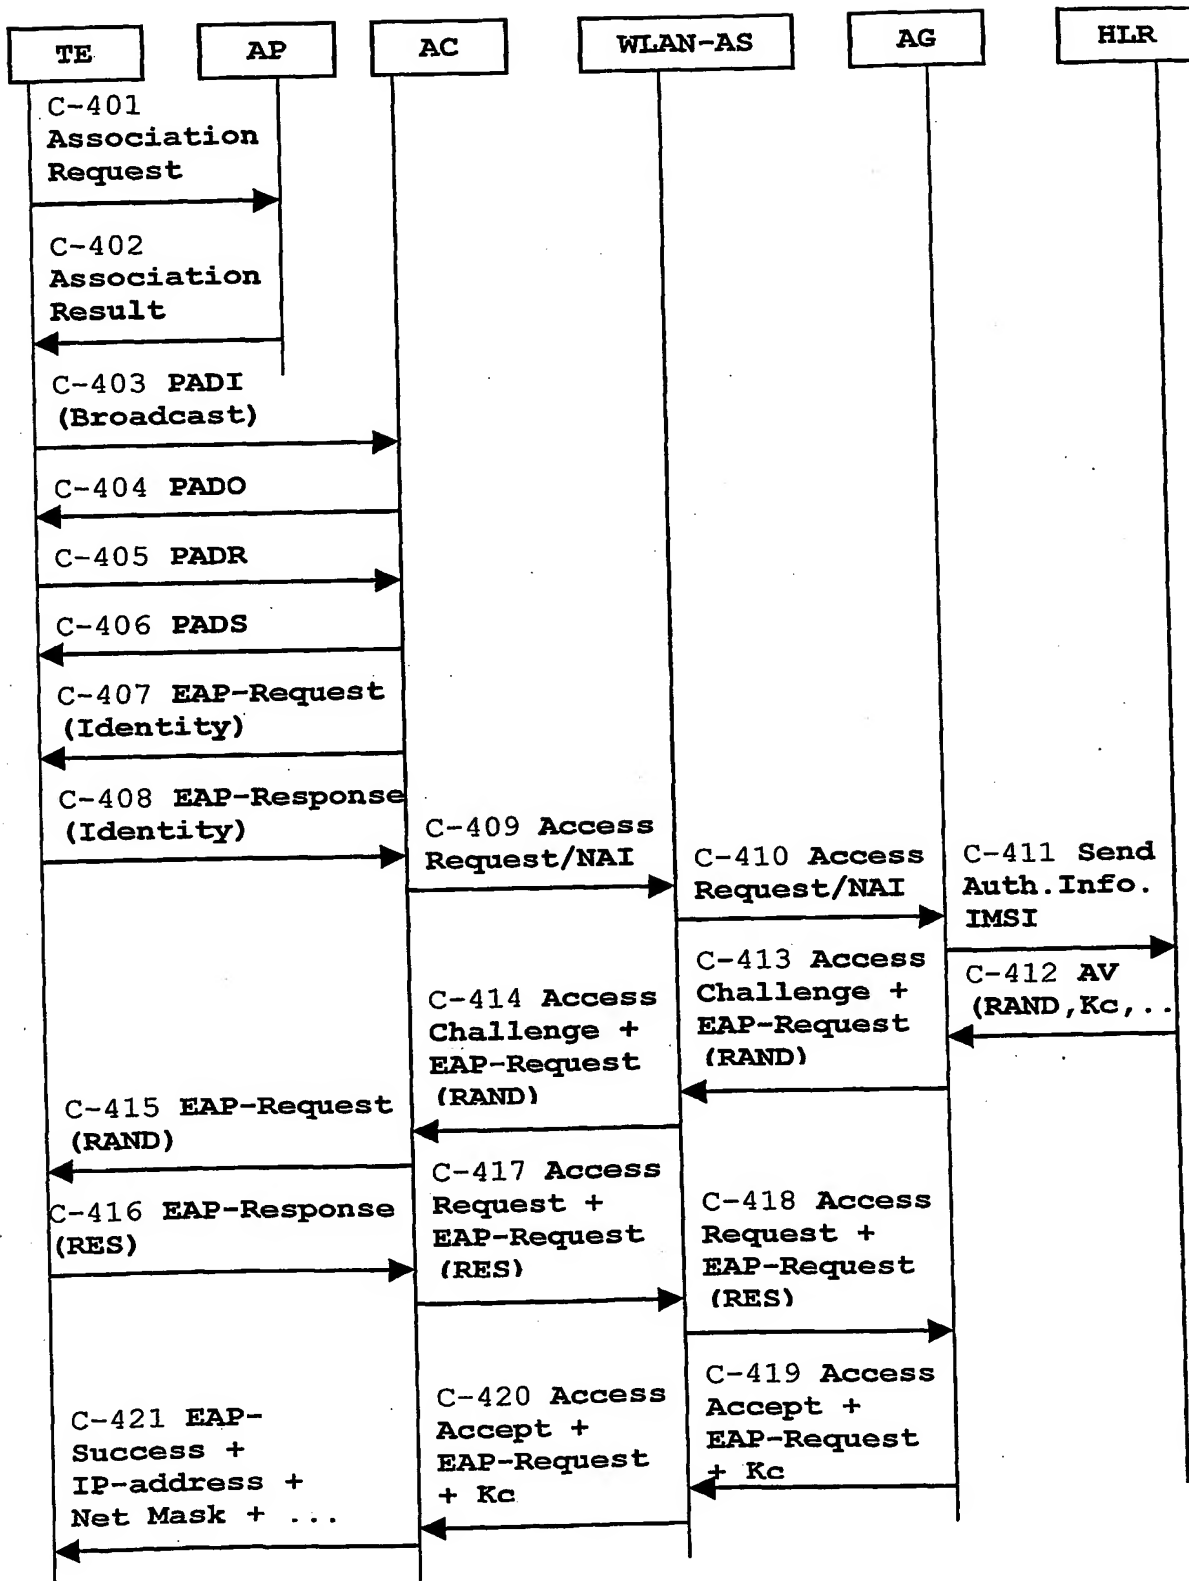 TE
AP
AC
WLAN-AS
AG
HLR
C-401
Association
Request
C-402
Association
Result
C-403 PADI
(Broadcast)
C-404 PADO
C-405 PADR
C-406 PADS
C-407 EAP-Request
(Identity)
C-408 EAP-Response
(Identity)
C-409 Access
Request/NAI
C-410 Access
Request/NAI
C-411 Send
Auth.Info.
IMSI
C-412 AV
(RAND,Kc,..
C-413 Access
Challenge +
EAP-Request
(RAND)
C-414 Access
Challenge +
EAP-Request
(RAND)
C-415 EAP-Request
(RAND)
C-416 EAP-Response
(RES)
C-417 Access
Request +
EAP-Request
(RES)
C-418 Access
Request +
EAP-Request
(RES)
C-419 Access
Accept +
EAP-Request
+ Kc
C-420 Access
Accept +
EAP-Request
+ Kc
C-421 EAP-
Success +
IP-address +
Net Mask + ...